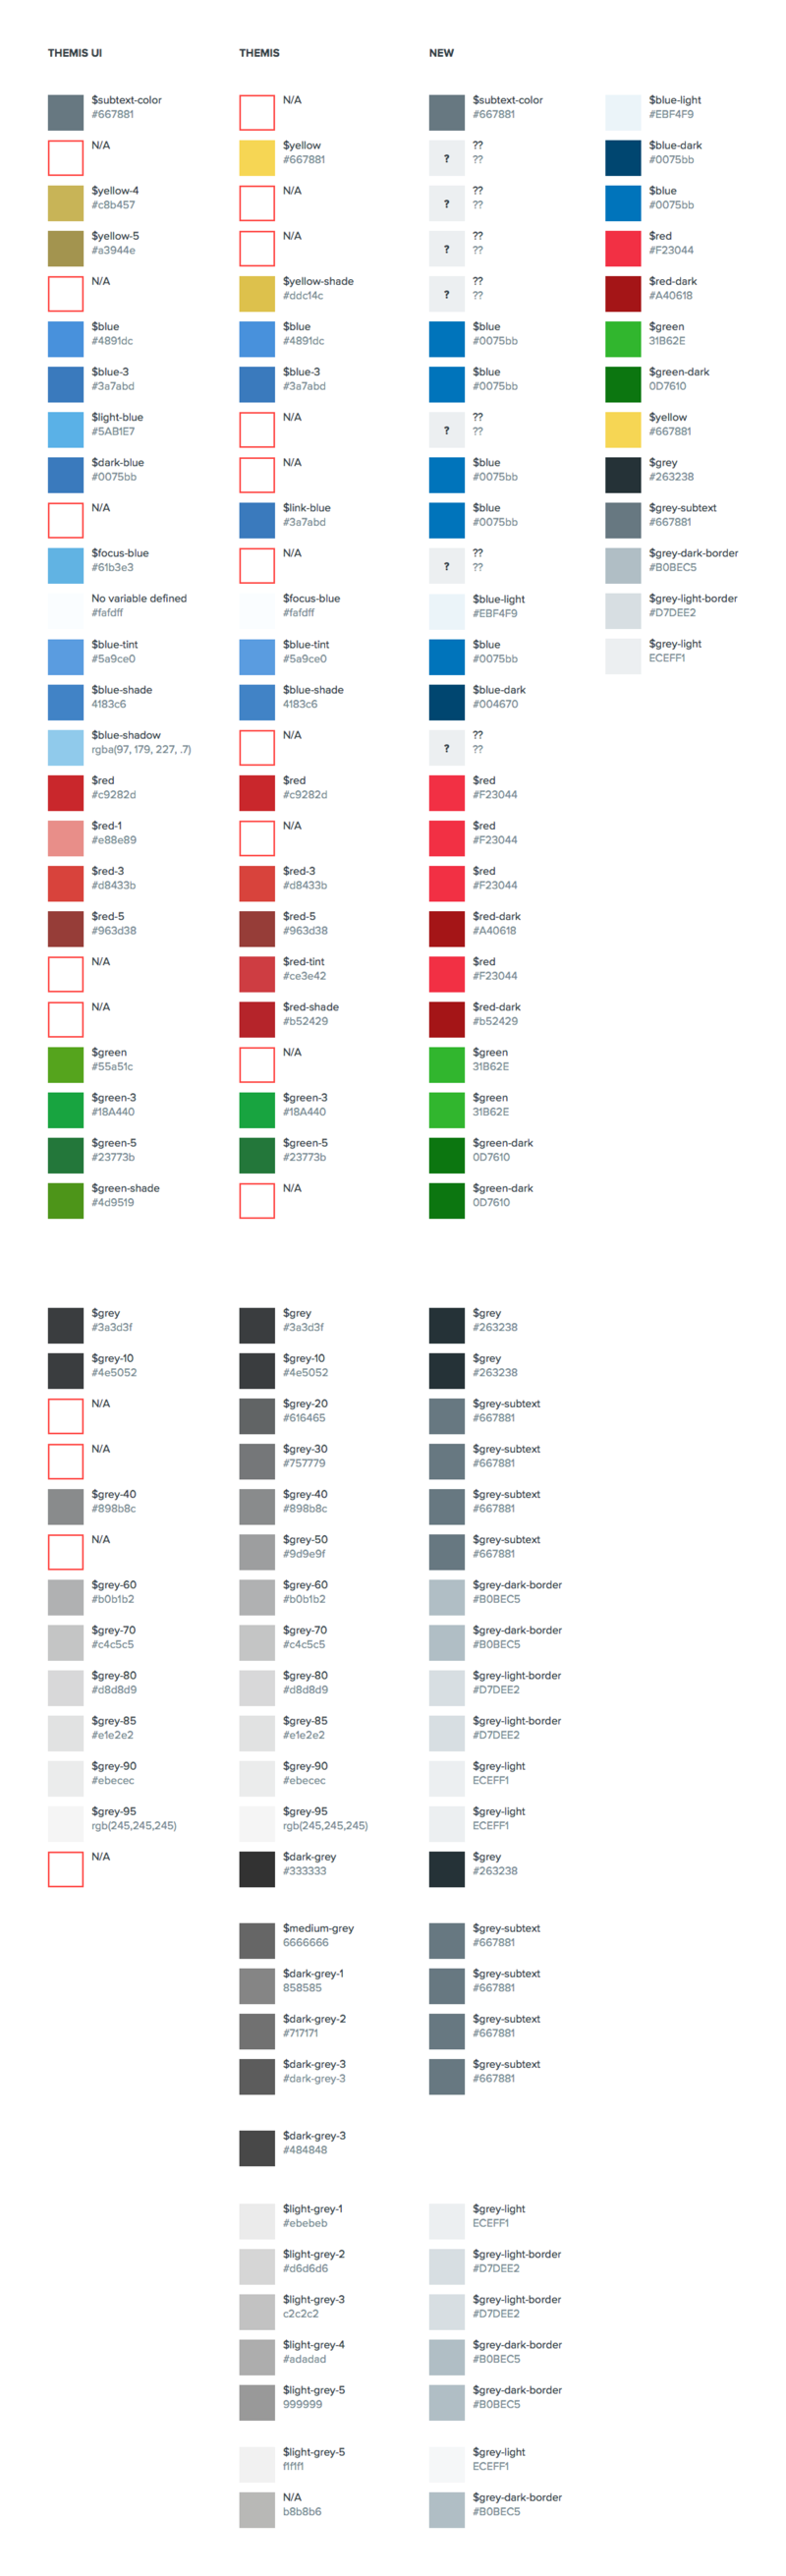 THEMIS UI
THEMIS
NEW
$subtext-color
#667881
N/A
$subtext-color
#667881
$blue-light
#EBF4F9
N/A
$yellow
#667881
??
??
$blue-dark
#0075bb
$yellow-4
#c8b457
N/A
??
??
$blue
#0075bb
$yellow-5
#a3944e
N/A
??
??
$red
#F23044
N/A
$yellow-shade
#ddc14c
??
??
$red-dark
#A40618
$blue
#4891dc
$blue
#4891dc
$blue
#0075bb
$green
31B62E
$blue-3
#3a7abd
$blue-3
#3a7abd
$blue
#0075bb
$green-dark
0D7610
$light-blue
#5AB1E7
N/A
??
??
$yellow
#667881
$dark-blue
#0075bb
N/A
$blue
#0075bb
$grey
#263238
N/A
$link-blue
#3a7abd
$blue
#0075bb
$grey-subtext
#667881
$focus-blue
#61b3e3
N/A
??
??
$grey-dark-border
#B0BEC5
No variable defined
#fafdff
$focus-blue
#fafdff
$blue-light
#EBF4F9
$grey-light-border
#D7DEE2
$blue-tint
#5a9ce0
$blue-tint
#5a9ce0
$blue
#0075bb
$grey-light
ECEFF1
$blue-shade
4183c6
$blue-shade
4183c6
$blue-dark
#004670
$blue-shadow
rgba(97, 179, 227, .7)
N/A
??
??
$red
#c9282d
$red
#c9282d
$red
#F23044
$red-1
#e88e89
N/A
$red
#F23044
$red-3
#d8433b
$red-3
#d8433b
$red
#F23044
$red-5
#963d38
$red-5
#963d38
$red-dark
#A40618
N/A
$red-tint
#ce3e42
$red
#F23044
N/A
$red-shade
#b52429
$red-dark
#b52429
$green
#55a51c
N/A
$green
31B62E
$green-3
#18A440
$green-3
#18A440
$green
31B62E
$green-5
#23773b
$green-5
#23773b
$green-dark
0D7610
$green-shade
#4d9519
N/A
$green-dark
0D7610
$grey
#3a3d3f
$grey
#3a3d3f
$grey
#263238
$grey-10
#4e5052
$grey-10
#4e5052
$grey
#263238
N/A
$grey-20
#616465
$grey-subtext
#667881
N/A
$grey-30
#757779
$grey-subtext
#667881
$grey-40
#898b8c
$grey-40
#898b8c
$grey-subtext
#667881
N/A
$grey-50
#9d9e9f
$grey-subtext
#667881
$grey-60
#b0b1b2
$grey-60
#b0b1b2
$grey-dark-border
#B0BEC5
$grey-70
#c4c5c5
$grey-70
#c4c5c5
$grey-dark-border
#B0BEC5
$grey-80
#d8d8d9
$grey-80
#d8d8d9
$grey-light-border
#D7DEE2
$grey-85
#e1e2e2
$grey-85
#e1e2e2
$grey-light-border
#D7DEE2
$grey-90
#ebecec
$grey-90
#ebecec
$grey-light
ECEFF1
$grey-95
rgb(245,245,245)
$grey-95
rgb(245,245,245)
$grey-light
ECEFF1
N/A
$dark-grey
#333333
$grey
#263238
$medium-grey
6666666
$grey-subtext
#667881
$dark-grey-1
858585
$grey-subtext
#667881
$dark-grey-2
#717171
$grey-subtext
#667881
$dark-grey-3
#dark-grey-3
$grey-subtext
#667881
$dark-grey-3
#484848
$light-grey-1
#ebebeb
$grey-light
ECEFF1
$light-grey-2
#d6d6d6
$grey-light-border
#D7DEE2
$light-grey-3
c2c2c2
$grey-light-border
#D7DEE2
$light-grey-4
#adadad
$grey-dark-border
#B0BEC5
$light-grey-5
999999
$grey-dark-border
#B0BEC5
$light-grey-5
f1f1f1
$grey-light
ECEFF1
N/A
b8b8b6
$grey-dark-border
#B0BEC5